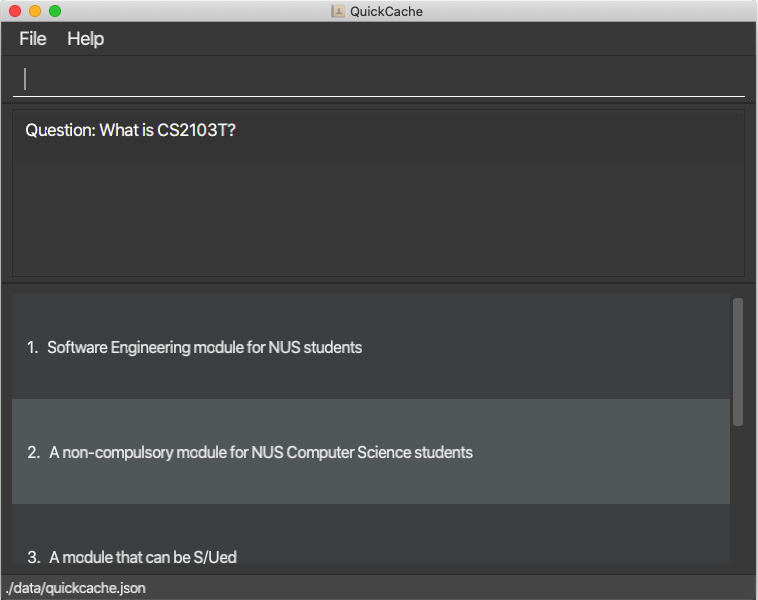 QuickCache
File Help
Question: What is CS2103T?
1. Software Engineering module for NUS students
2. A non-compulsory module for NUS Computer Science students
3. A module that can be S/Ued
./data/quickcache.json